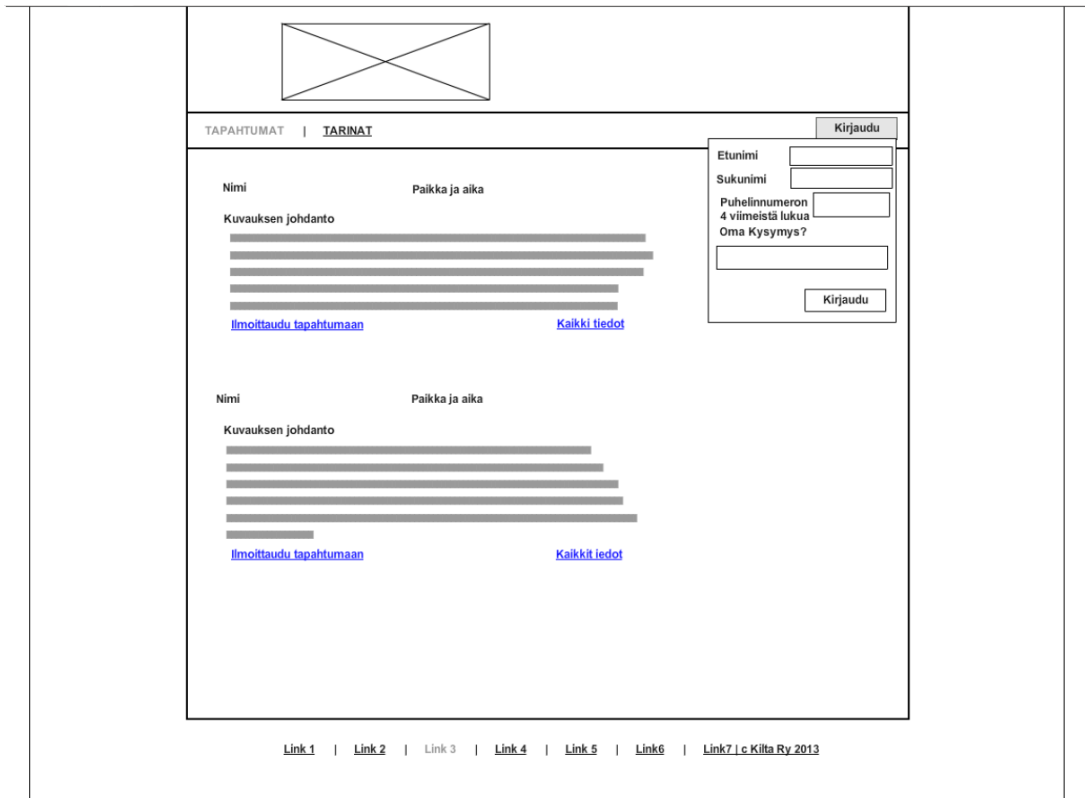 TAPAHTUMAT | TARINAT
Kirjaudu
Etunimi
Sukunimi
Puhelinnumeron
4 viimeistä lukua
Oma Kysymys?
Kirjaudu
Nimi Paikka ja aika
Kuvauksen johdanto
Ilmoittaudu tapahtumaan Kaikki tiedot
Nimi Paikka ja aika
Kuvauksen johdanto
Ilmoittaudu tapahtumaan Kaikkit iedot
Link 1 | Link 2 | Link 3 | Link 4 | Link 5 | Link6 | Link7 | c Kilta Ry 2013